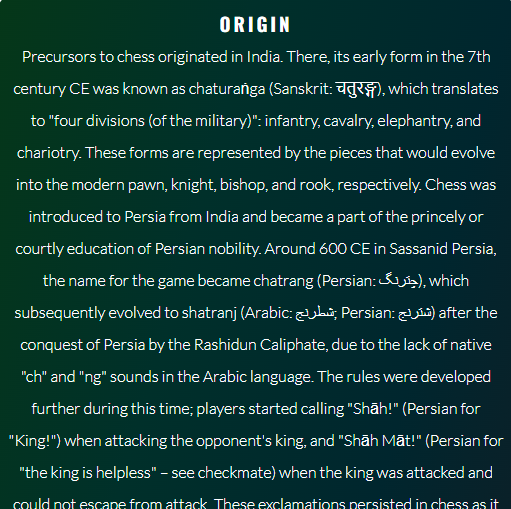 ORIGIN
Precursors to chess originated in India. There, its early form in the 7th
century CE was known as chaturaṅga (Sanskrit: चतुरङ्ग), which translates
to "four divisions (of the military)": infantry, cavalry, elephantry, and
chariotry. These forms are represented by the pieces that would evolve
into the modern pawn, knight, bishop, and rook, respectively. Chess was
introduced to Persia from India and became a part of the princely or
courtly education of Persian nobility. Around 600 CE in Sassanid Persia,
the name for the game became chatrang (Persian: چترنگ), which
subsequently evolved to shatranj (Arabic: شطرنج; Persian: شترنج) after the
conquest of Persia by the Rashidun Caliphate, due to the lack of native
"ch" and "ng" sounds in the Arabic language. The rules were developed
further during this time; players started calling "Shāh!" (Persian for
"King!") when attacking the opponent's king, and "Shāh Māt!" (Persian for
"the king is helpless" – see checkmate) when the king was attacked and
could not escape from attack. These exclamations persisted in chess as it